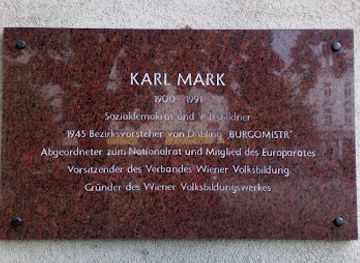 KARL MARK
1900 - 1991
Sozialdemokrat und Volksbildner
1945 Bezirksvorsteher von Döbling „BURGOMISTR“
Abgeordneter zum Nationalrat und Mitglied des Europarates
Vorsitzender des Verbandes Wiener Volksbildung
Gründer des Wiener Volksbildungswerkes